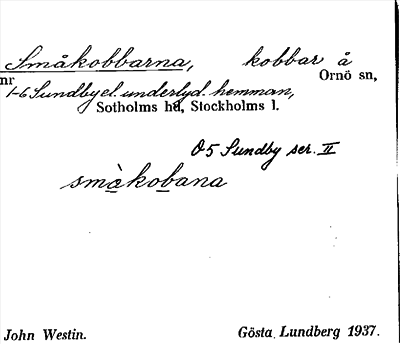 Småkobbarna, kobbar å
nr Ornö sn,
1-6 Sundby el. underlyd. hemman,
Sotholms hd, Stockholms l.
Ö5 Sundby ser. II
småkobana
John Westin. Gösta Lundberg 1937.